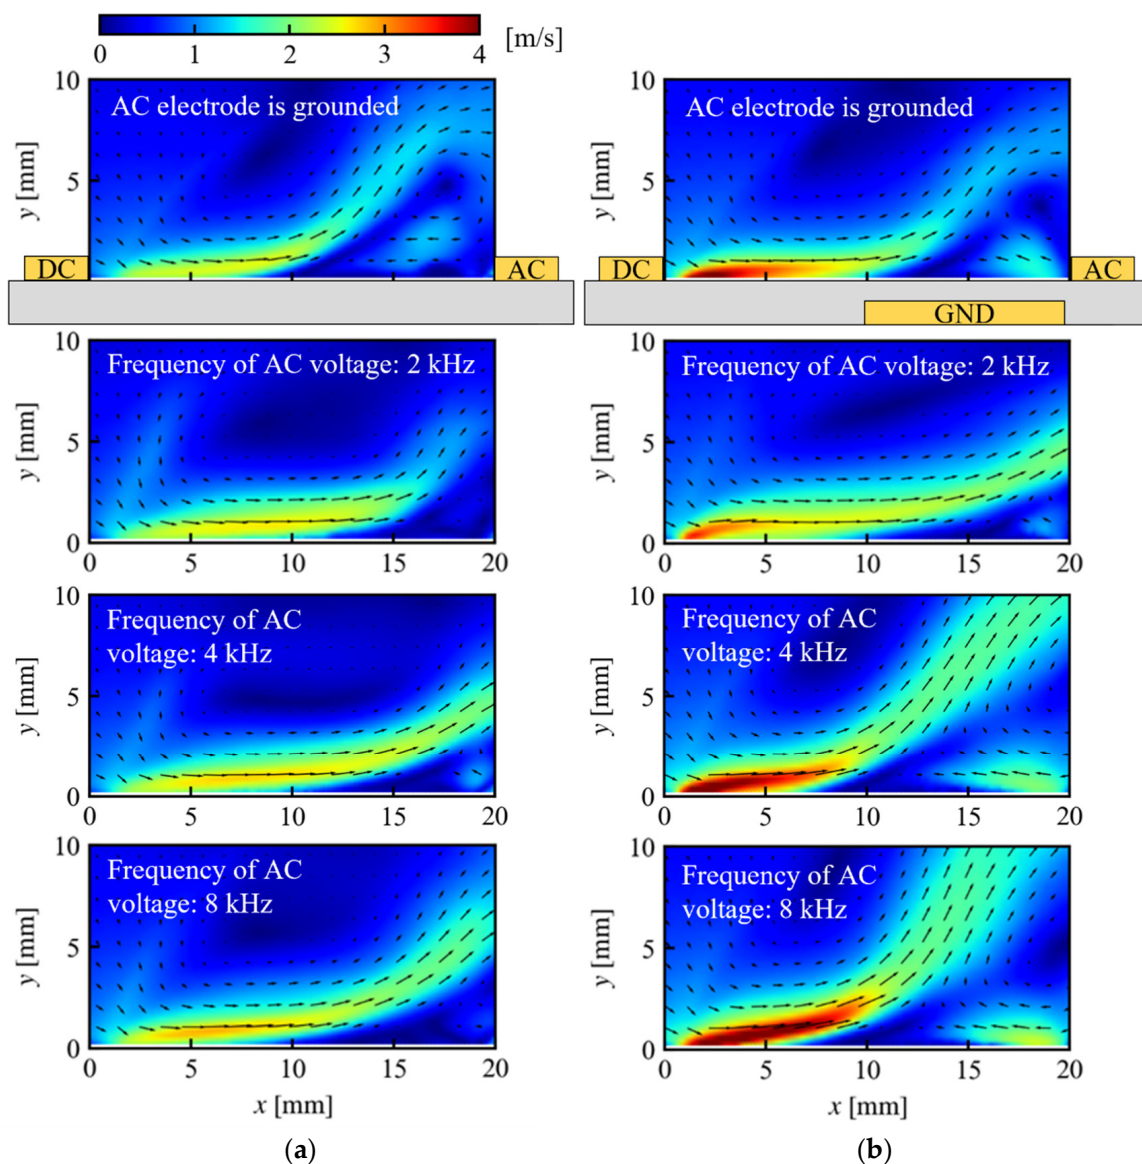 0 1 2 3 4 [m/s]
10 10
AC electrode is grounded AC electrode is grounded
y [mm] 5 y [mm] 5
DC AC DC AC
GND
10 10
Frequency of AC voltage: 2 kHz Frequency of AC voltage: 2 kHz
y [mm] 5 y [mm] 5
0 0
0 5 10 15 20 0 5 10 15 20
10 10
Frequency of AC Frequency of AC
voltage: 4 kHz voltage: 4 kHz
y [mm] 5 y [mm] 5
0 0
0 5 10 15 20 0 5 10 15 20
10 10
Frequency of AC Frequency of AC
voltage: 8 kHz voltage: 8 kHz
y [mm] 5 y [mm] 5
0 0
0 5 10 15 20 0 5 10 15 20
x [mm] x [mm]
(a) (b)